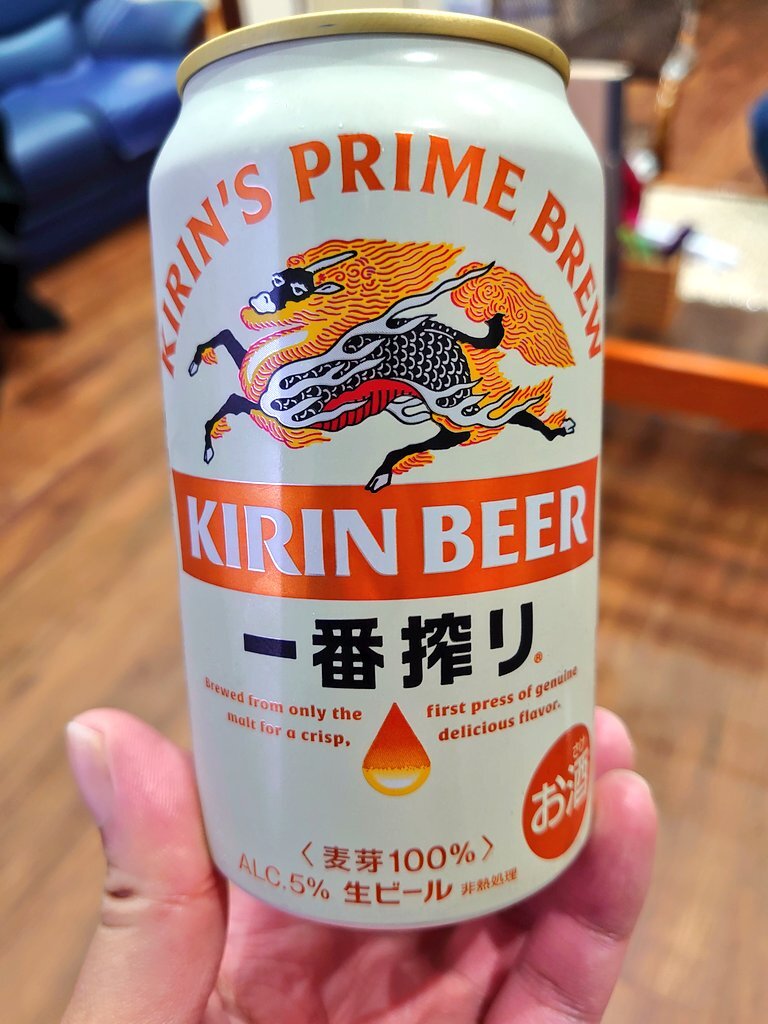 KIRIN'S PRIME BREW
KIRIN BEER
一番搾り®
Brewed from only the first press of genuine
malt for a crisp, delicious flavor.
さけ
お酒
〈麦芽100%〉
ALC.5% 生ビール 非熱処理